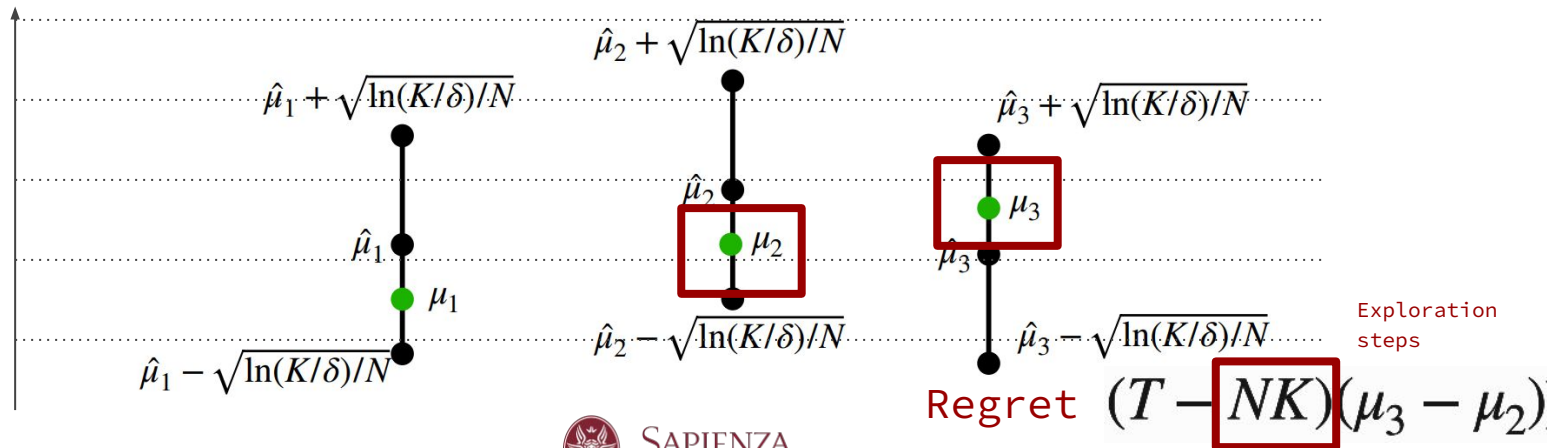 μ̂₂ + √ln(K/δ)/N
μ̂₁ + √ln(K/δ)/N
μ̂₃ + √ln(K/δ)/N
μ̂₂
μ₃
μ̂₁
μ₂
μ̂₃
μ₁
Exploration
steps
μ̂₂ − √ln(K/δ)/N
μ̂₃ − √ln(K/δ)/N
μ̂₁ − √ln(K/δ)/N
Regret (T − NK)(μ₃ − μ₂)
SAPIENZA